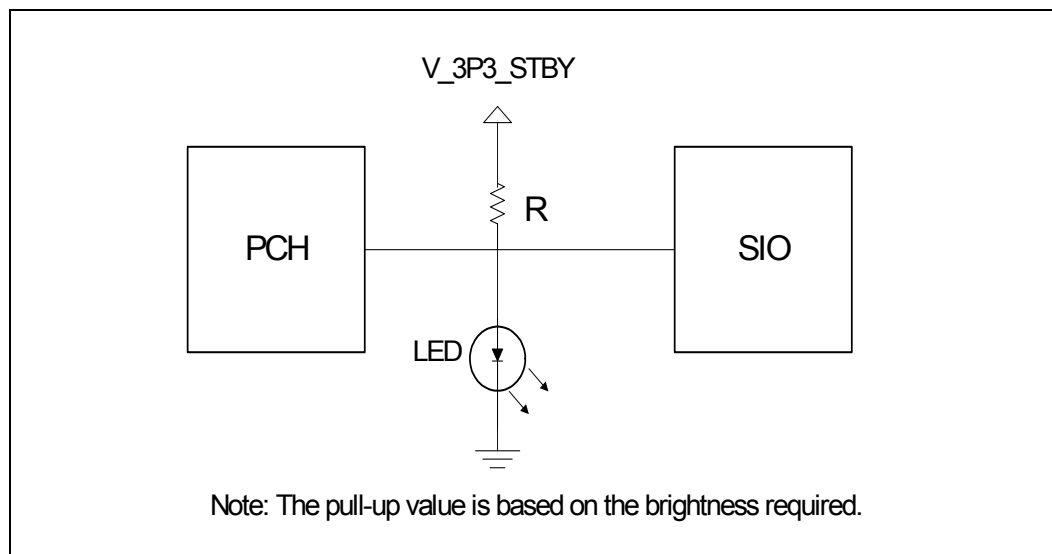 V_3P3_STBY
R
PCH
SIO
LED
Note: The pull-up value is based on the brightness required.